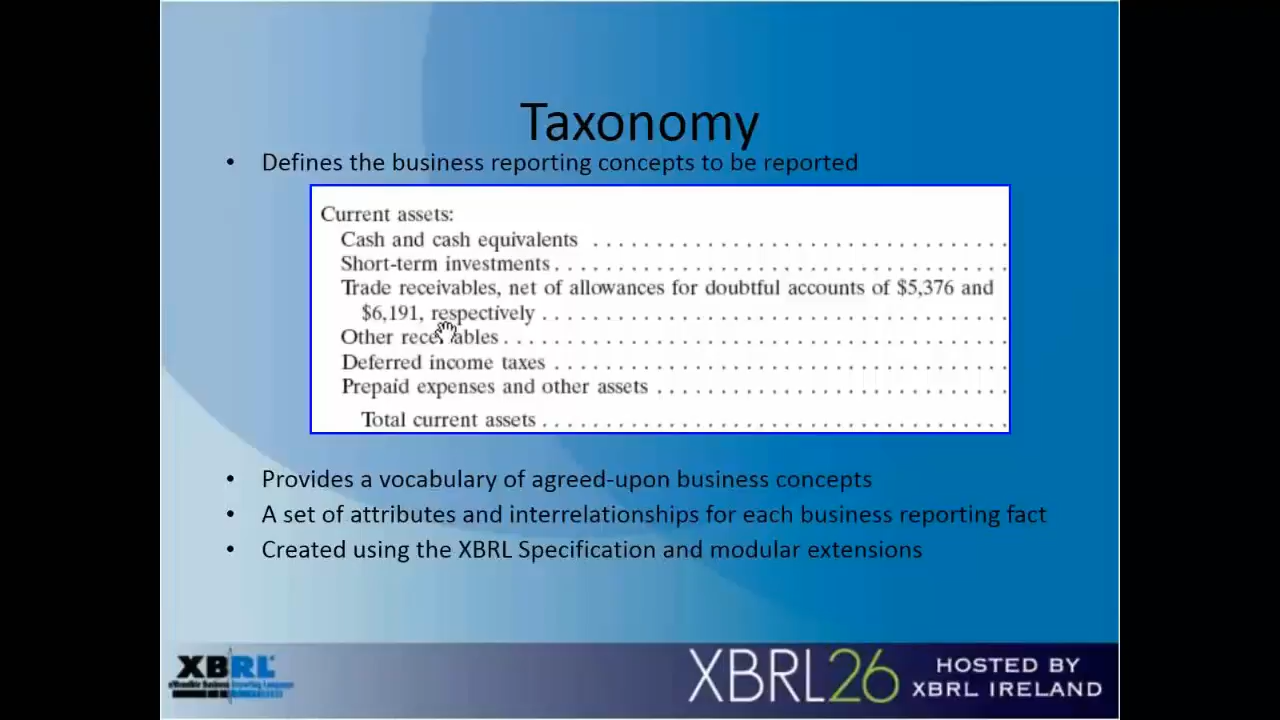 Taxonomy
• Defines the business reporting concepts to be reported
Current assets:
Cash and cash equivalents . . . . . . . . . . . . . . . . . . . . . . . . . . . . . . . . .
Short-term investments . . . . . . . . . . . . . . . . . . . . . . . . . . . . . . . . . . .
Trade receivables, net of allowances for doubtful accounts of $5,376 and
$6,191, respectively . . . . . . . . . . . . . . . . . . . . . . . . . . . . . . . . . . . .
Other receivables . . . . . . . . . . . . . . . . . . . . . . . . . . . . . . . . . . . . . .
Deferred income taxes . . . . . . . . . . . . . . . . . . . . . . . . . . . . . . . . . . .
Prepaid expenses and other assets . . . . . . . . . . . . . . . . . . . . . . . . . . .
Total current assets . . . . . . . . . . . . . . . . . . . . . . . . . . . . . . . . . . . .
• Provides a vocabulary of agreed-upon business concepts
• A set of attributes and interrelationships for each business reporting fact
• Created using the XBRL Specification and modular extensions
XBRL
eXtensible Business Reporting Language
XBRL26
HOSTED BY
XBRL IRELAND